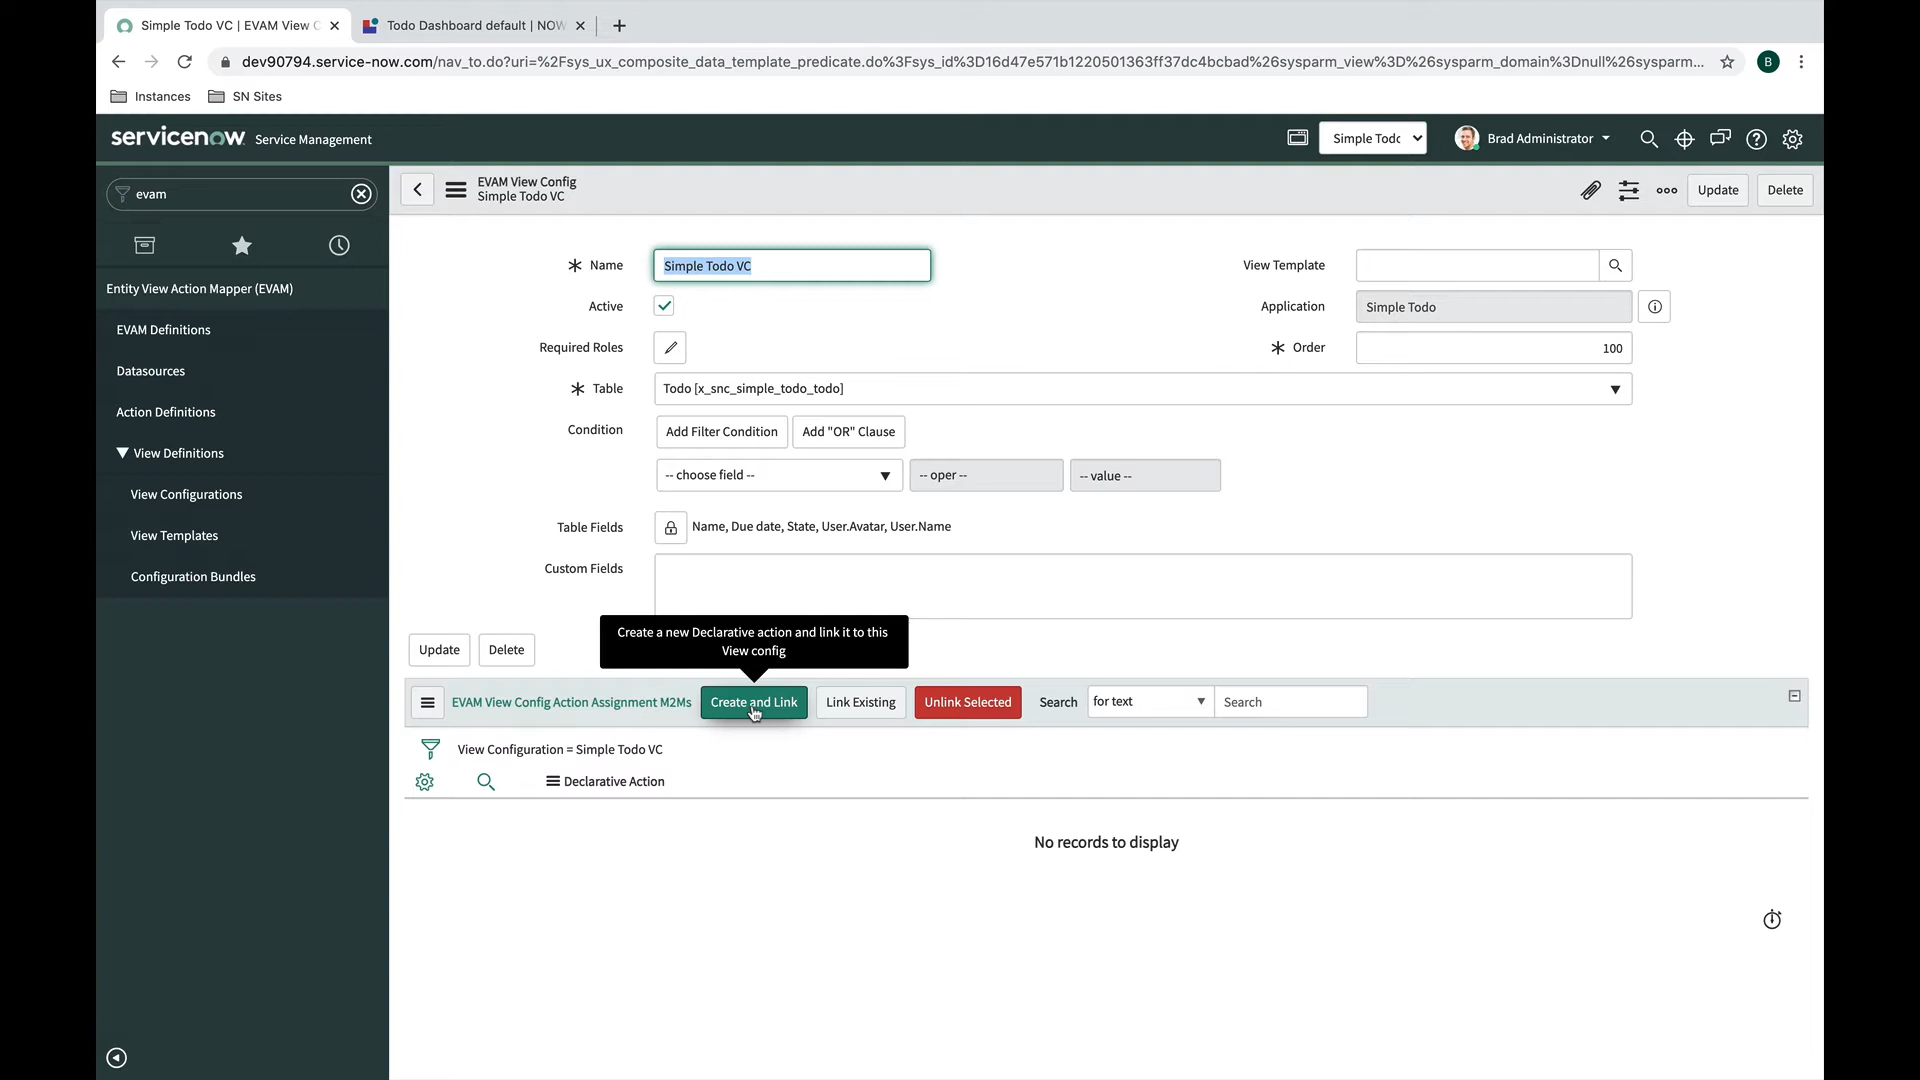 Simple Todo VC | EVAM View C
Todo Dashboard default | NOW
dev90794.service-now.com/nav_to.do?uri=%2Fsys_ux_composite_data_template_predicate.do%3Fsys_id%3D16d47e571b1220501363ff37dc4bcbad%26sysparm_view%3D%26sysparm_domain%3Dnull%26sysparm...
B
Instances
SN Sites
servicenow Service Management
Simple Todo
Brad Administrator
evam
EVAM View Config
Simple Todo VC
Update
Delete
Entity View Action Mapper (EVAM)
EVAM Definitions
Datasources
Action Definitions
View Definitions
View Configurations
View Templates
Configuration Bundles
Name
Simple Todo VC
View Template
Active
Application
Simple Todo
Required Roles
Order
100
Table
Todo [x_snc_simple_todo_todo]
Condition
Add Filter Condition
Add "OR" Clause
-- choose field --
-- oper --
-- value --
Table Fields
Name, Due date, State, User.Avatar, User.Name
Custom Fields
Create a new Declarative action and link it to this
View config
Update
Delete
EVAM View Config Action Assignment M2Ms
Create and Link
Link Existing
Unlink Selected
Search
for text
Search
View Configuration = Simple Todo VC
Declarative Action
No records to display